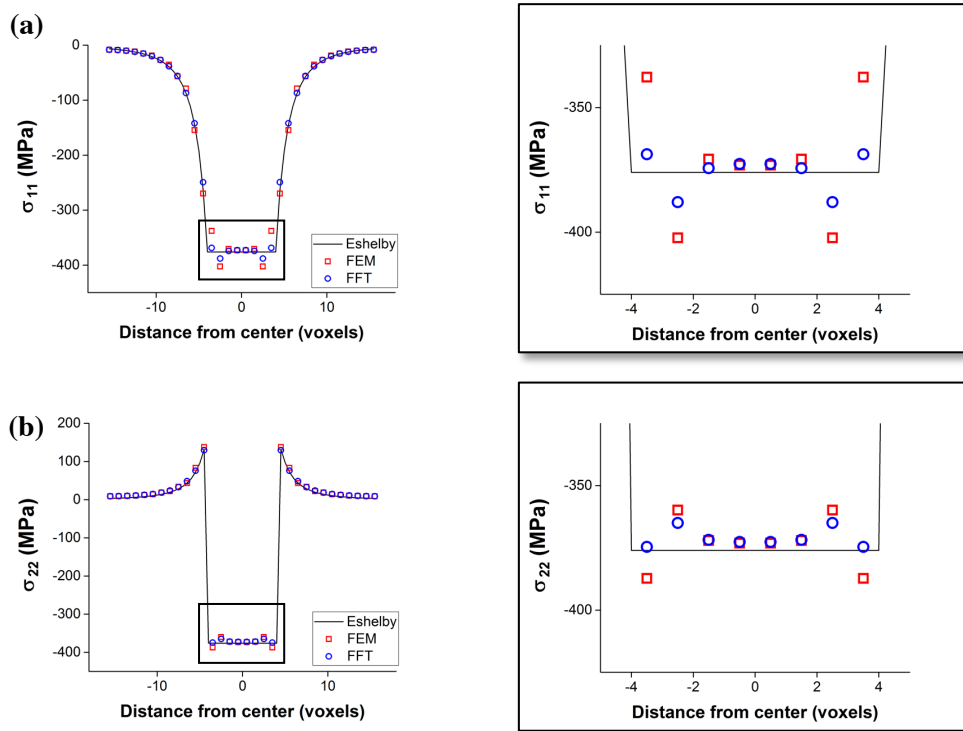 (a)
0
-100
-200
-300
-400
σ11 (MPa)
-10
0
10
Distance from center (voxels)
Eshelby
FEM
FFT
-350
-400
σ11 (MPa)
-4
-2
0
2
4
Distance from center (voxels)
(b)
200
100
0
-100
-200
-300
-400
σ22 (MPa)
-10
0
10
Distance from center (voxels)
Eshelby
FEM
FFT
-350
-400
σ22 (MPa)
-4
-2
0
2
4
Distance from center (voxels)